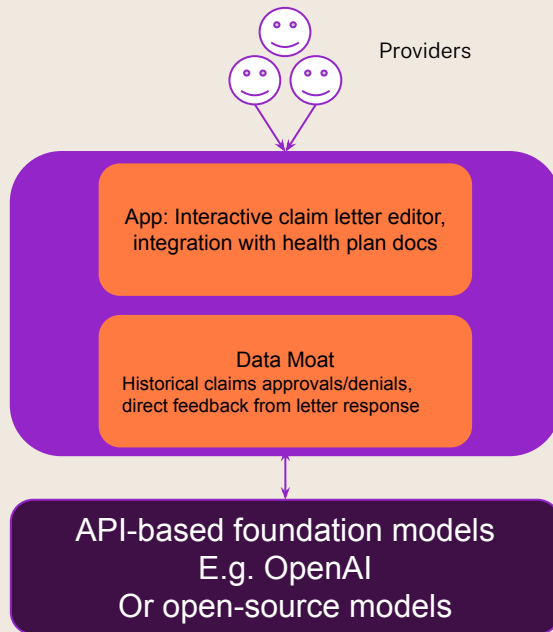 Providers
App: Interactive claim letter editor,
integration with health plan docs
Data Moat
Historical claims approvals/denials,
direct feedback from letter response
API-based foundation models
E.g. OpenAI
Or open-source models